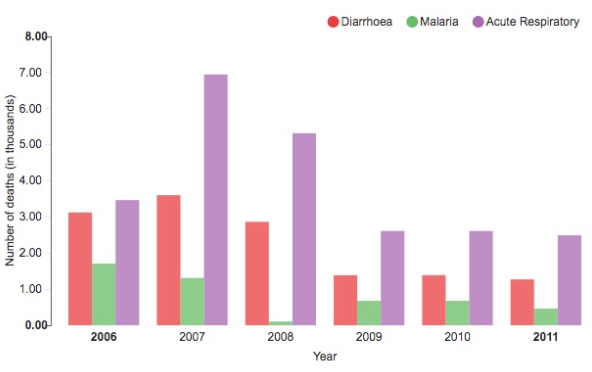 Diarrhoea Malaria Acute Respiratory
Number of deaths (in thousands)
8.00
7.00
6.00
5.00
4.00
3.00
2.00
1.00
0.00
2006 2007 2008 2009 2010 2011
Year